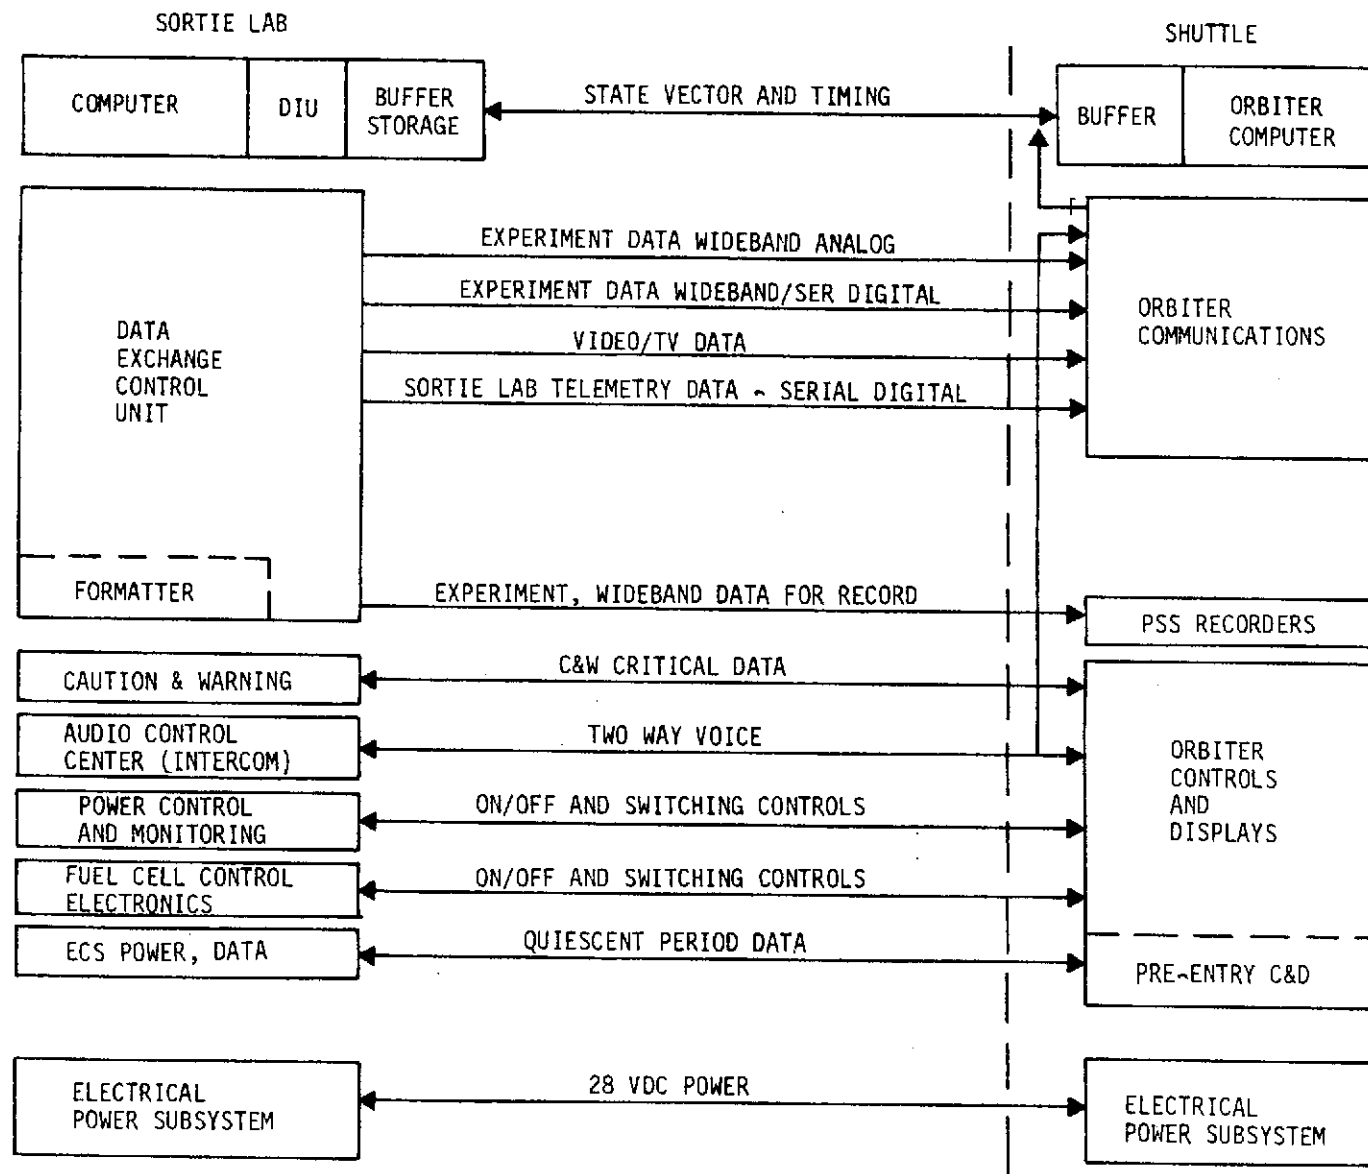 SORTIE LAB
SHUTTLE
COMPUTER
DIU
BUFFER
STORAGE
STATE VECTOR AND TIMING
BUFFER
ORBITER
COMPUTER
DATA
EXCHANGE
CONTROL
UNIT
FORMATTER
EXPERIMENT DATA WIDEBAND ANALOG
EXPERIMENT DATA WIDEBAND/SER DIGITAL
VIDEO/TV DATA
SORTIE LAB TELEMETRY DATA - SERIAL DIGITAL
ORBITER
COMMUNICATIONS
EXPERIMENT, WIDEBAND DATA FOR RECORD
PSS RECORDERS
CAUTION & WARNING
C&W CRITICAL DATA
AUDIO CONTROL
CENTER (INTERCOM)
TWO WAY VOICE
POWER CONTROL
AND MONITORING
ON/OFF AND SWITCHING CONTROLS
FUEL CELL CONTROL
ELECTRONICS
ON/OFF AND SWITCHING CONTROLS
ECS POWER, DATA
QUIESCENT PERIOD DATA
ORBITER
CONTROLS
AND
DISPLAYS
PRE-ENTRY C&D
ELECTRICAL
POWER SUBSYSTEM
28 VDC POWER
ELECTRICAL
POWER SUBSYSTEM